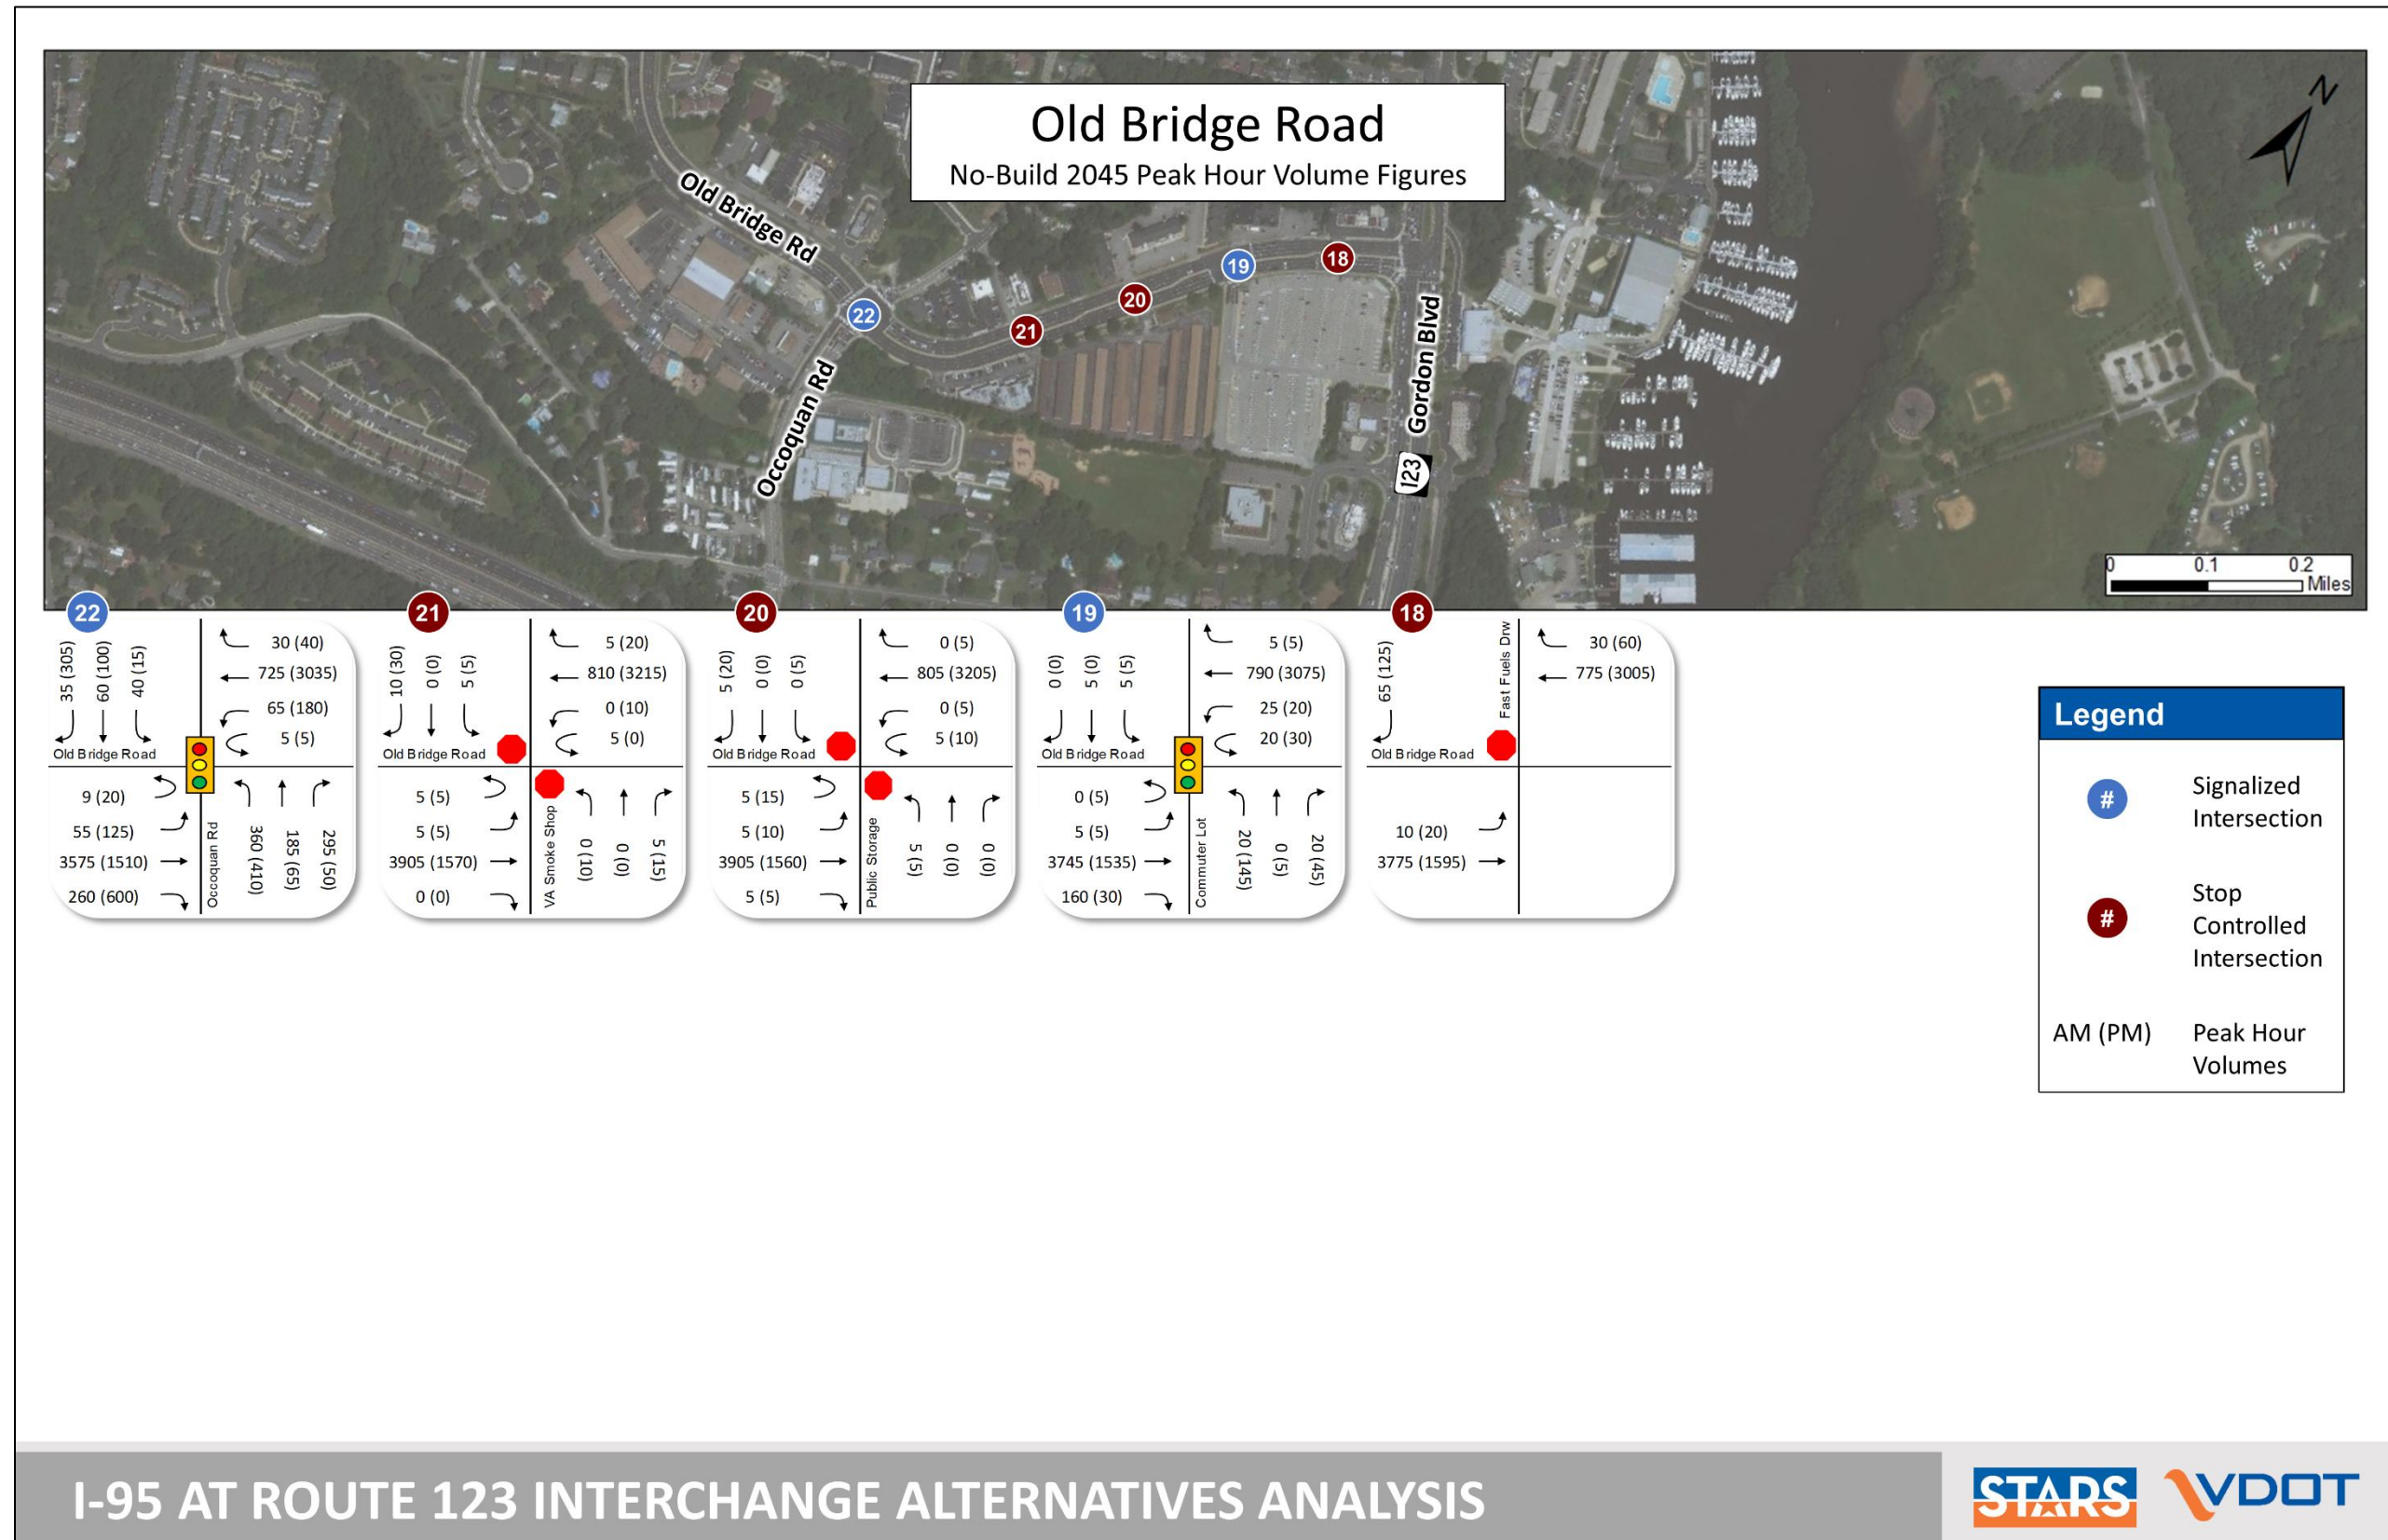 Old Bridge Road
No-Build 2045 Peak Hour Volume Figures
N
Old Bridge Rd
Occoquan Rd
Gordon Blvd
123
22
21
20
19
18
0 0.1 0.2
Miles
22
35 (305)
60 (100)
40 (15)
30 (40)
725 (3035)
65 (180)
5 (5)
Old Bridge Road
9 (20)
55 (125)
3575 (1510)
260 (600)
Occoquan Rd
360 (410)
185 (65)
295 (50)
21
10 (30)
0 (0)
5 (5)
5 (20)
810 (3215)
0 (10)
5 (0)
Old Bridge Road
5 (5)
5 (5)
3905 (1570)
0 (0)
VA Smoke Shop
0 (10)
0 (0)
5 (15)
20
5 (20)
0 (0)
0 (5)
0 (5)
805 (3205)
0 (5)
5 (10)
Old Bridge Road
5 (15)
5 (10)
3905 (1560)
5 (5)
Public Storage
5 (5)
0 (0)
0 (0)
19
0 (0)
5 (0)
5 (5)
5 (5)
790 (3075)
25 (20)
20 (30)
Old Bridge Road
0 (5)
5 (5)
3745 (1535)
160 (30)
Commuter Lot
20 (145)
0 (5)
20 (45)
18
65 (125)
Fast Fuels Drw
30 (60)
775 (3005)
Old Bridge Road
10 (20)
3775 (1595)
Legend
# Signalized
Intersection
# Stop
Controlled
Intersection
AM (PM) Peak Hour
Volumes
I-95 AT ROUTE 123 INTERCHANGE ALTERNATIVES ANALYSIS
STARS
VDOT